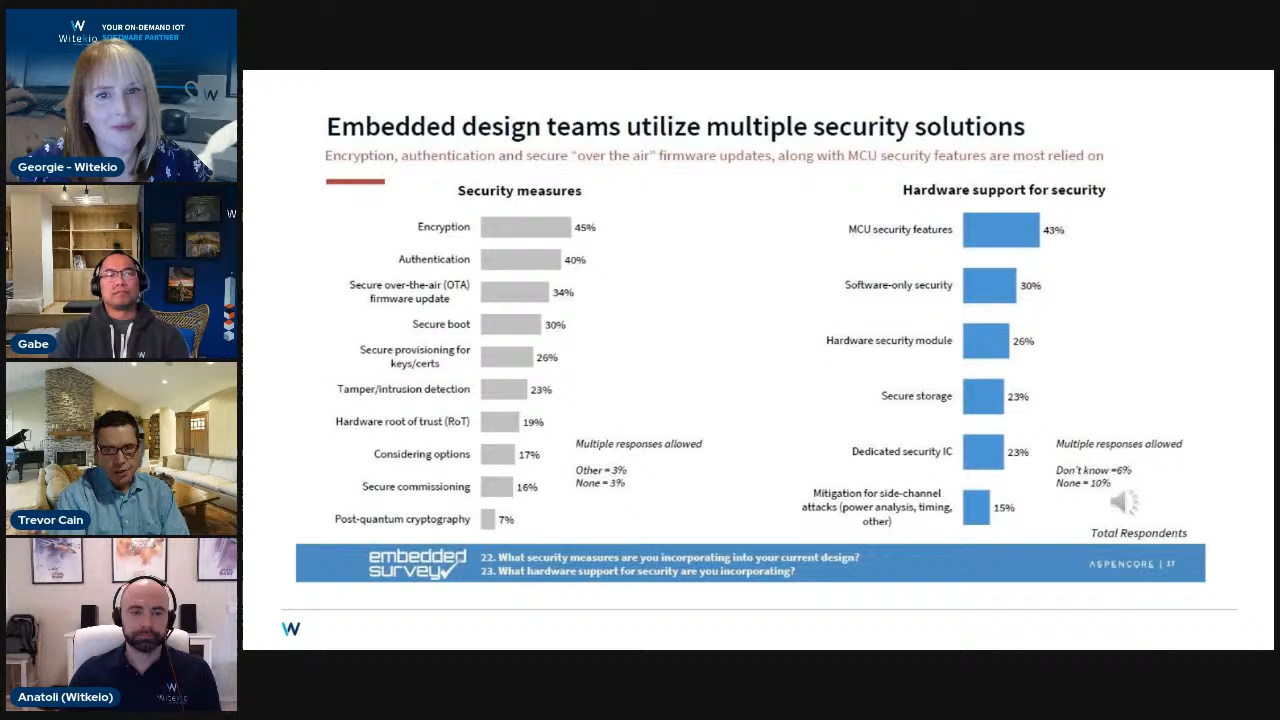 Witekio
YOUR ON-DEMAND IOT
SOFTWARE PARTNER
W
Georgie - Witekio
W
Gabe
Trevor Cain
W
Witekio
Anatoli (Witkeio)
Embedded design teams utilize multiple security solutions
Encryption, authentication and secure “over the air” firmware updates, along with MCU security features are most relied on
Security measures
Encryption 45%
Authentication 40%
Secure over-the-air (OTA)
firmware update 34%
Secure boot 30%
Secure provisioning for
keys/certs 26%
Tamper/intrusion detection 23%
Hardware root of trust (RoT) 19%
Considering options 17%
Secure commissioning 16%
Post-quantum cryptography 7%
Multiple responses allowed
Other = 3%
None = 3%
Hardware support for security
MCU security features 43%
Software-only security 30%
Hardware security module 26%
Secure storage 23%
Dedicated security IC 23%
Mitigation for side-channel
attacks (power analysis, timing,
other) 15%
Multiple responses allowed
Don't know =6%
None = 10%
Total Respondents
embedded
survey
22. What security measures are you incorporating into your current design?
23. What hardware support for security are you incorporating?
ASPENCORE | 17
W